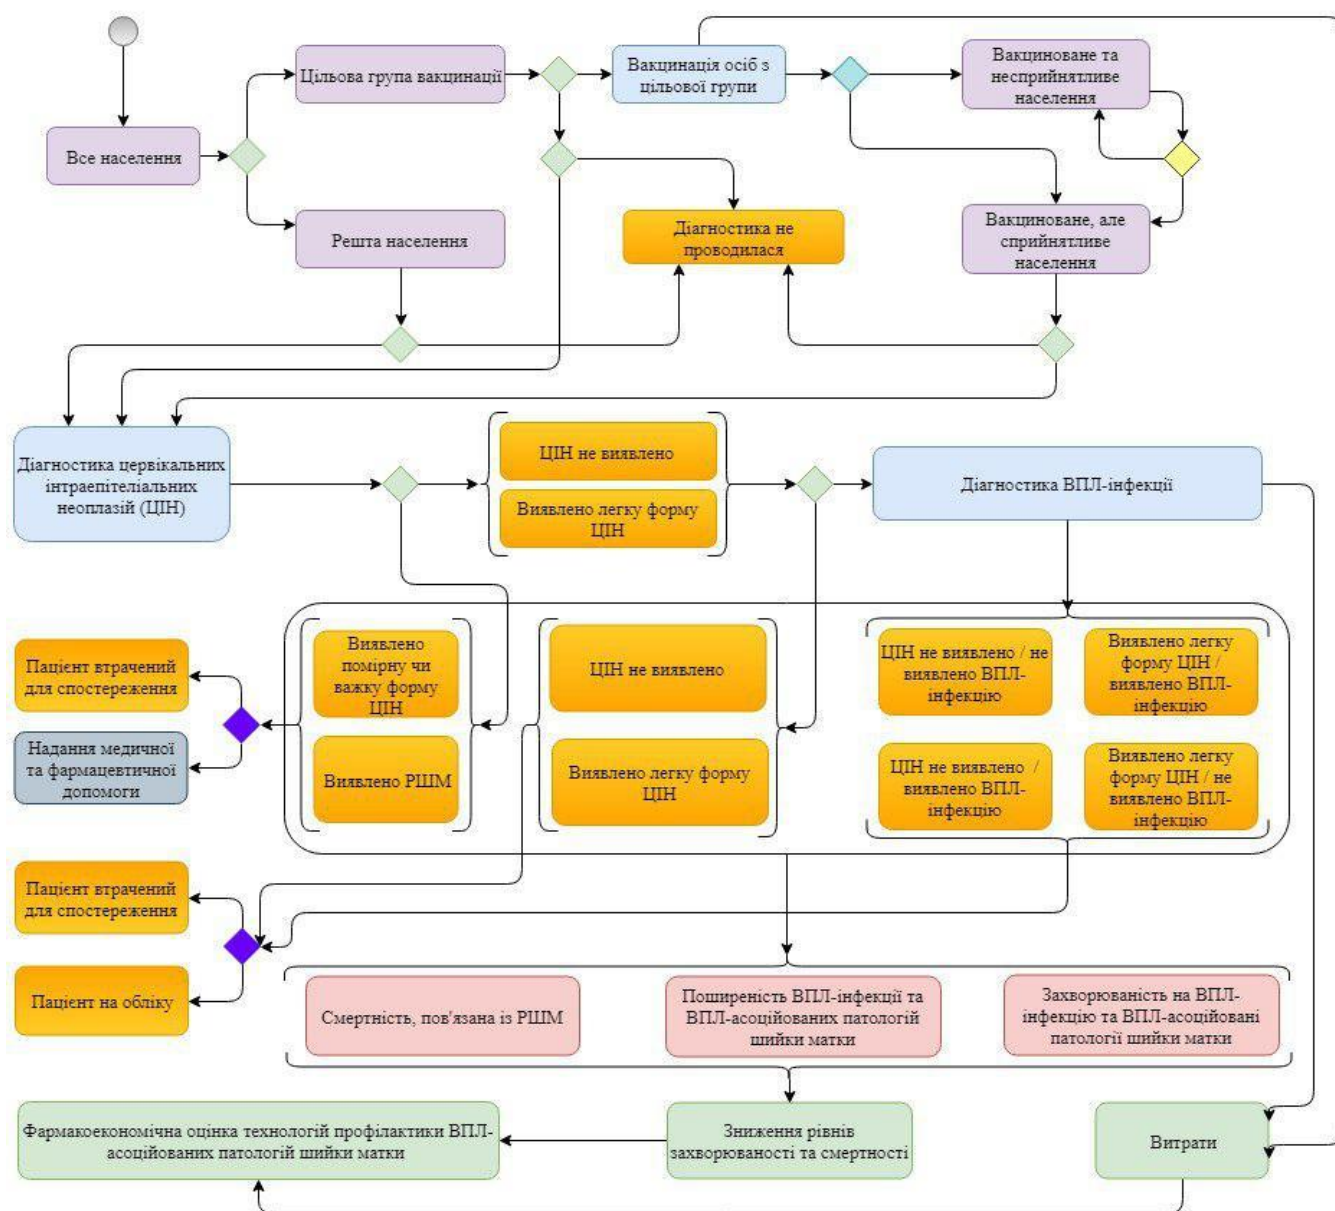 Цільова група вакцинації
Вакцинація осіб з
цільової групи
Вакциноване та
несприйнятливе
населення
Все населення
Решта населення
Діагностика не
проводилася
Вакциноване, але
сприйнятливе
населення
Діагностика цервікальних
інтраепітеліальних
неоплазій (ЦІН)
ЦІН не виявлено
Виявлено легку форму
ЦІН
Діагностика ВПЛ-інфекції
Пацієнт втрачений
для спостереження
Надання медичної
та фармацевтичної
допомоги
Виявлено
помірну чи
важку форму
ЦІН
Виявлено РШМ
ЦІН не виявлено
Виявлено легку форму
ЦІН
ЦІН не виявлено / не
виявлено ВПЛ-
інфекцію
Виявлено легку
форму ЦІН /
виявлено ВПЛ-
інфекцію
ЦІН не виявлено /
виявлено ВПЛ-
інфекцію
Виявлено легку
форму ЦІН / не
виявлено ВПЛ-
інфекцію
Пацієнт втрачений
для спостереження
Пацієнт на обліку
Смертність, пов'язана із РШМ
Поширеність ВПЛ-інфекції та
ВПЛ-асоційованих патологій
шийки матки
Захворюваність на ВПЛ-
інфекцію та ВПЛ-асоційовані
патології шийки матки
Фармакоекономічна оцінка технологій профілактики ВПЛ-
асоційованих патологій шийки матки
Зниження рівнів
захворюваності та смертності
Витрати